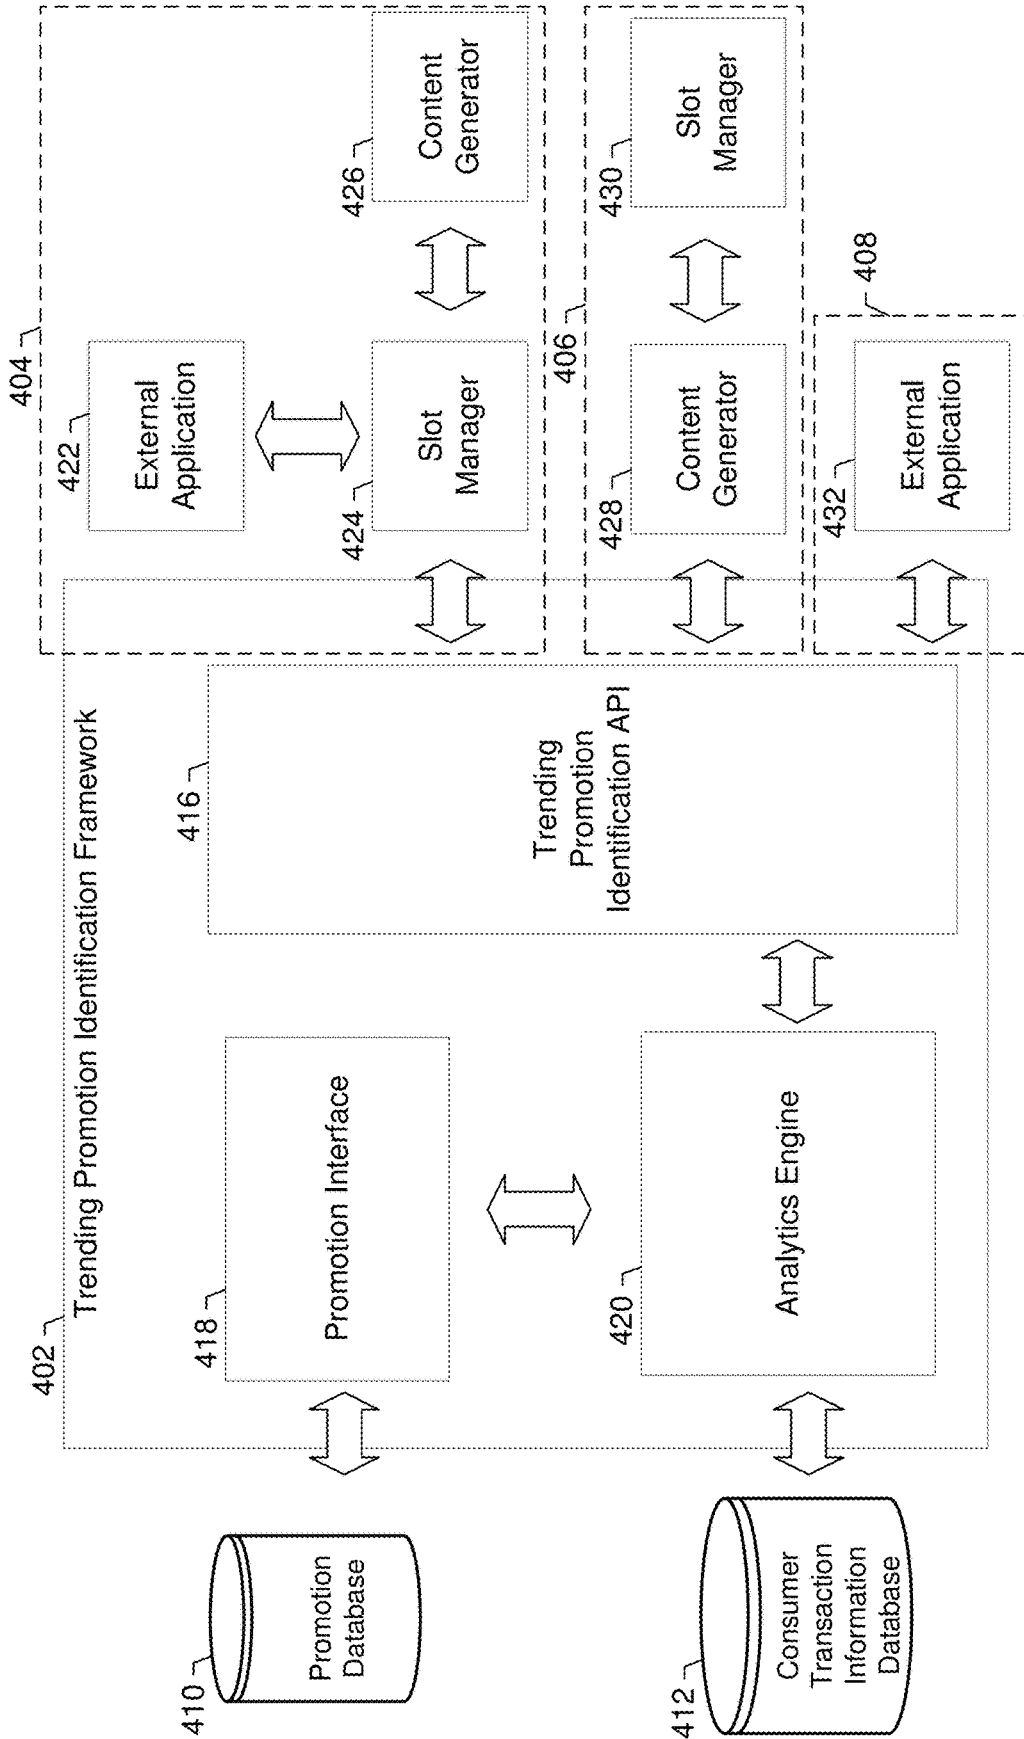 402
Trending Promotion Identification Framework
404
422
External
Application
424
Slot
Manager
426
Content
Generator
410
Promotion
Database
418
Promotion Interface
416
Trending
Promotion
Identification API
406
428
Content
Generator
430
Slot
Manager
412
Consumer
Transaction
Information
Database
420
Analytics Engine
408
432
External
Application